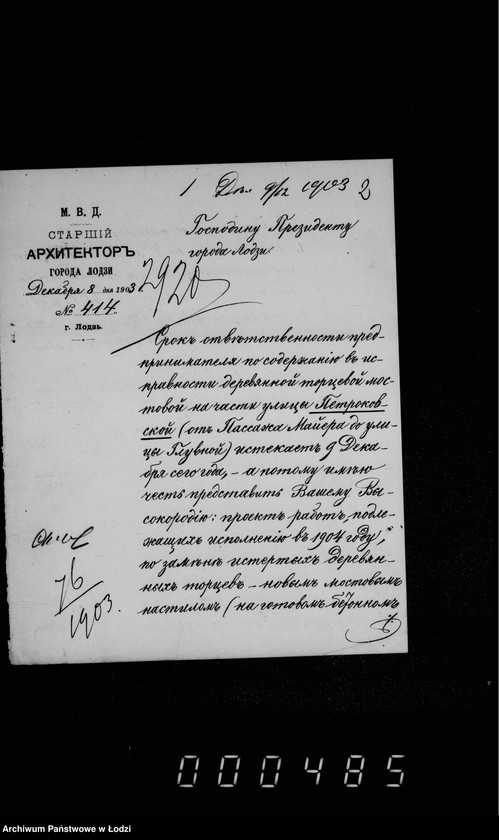 1 Дол. 9/12 1903 2
М. В. Д.
СТАРШІЙ
АРХИТЕКТОРЪ
ГОРОДА ЛОДЗИ
Декабря 8 дня 1903 г.
№ 414.
г. Лодзь.
Господину Президенту
города Лодзи.
2920
Срокъ отвѣтственности пред-
принимателя по содержанію въ ис-
правности деревянной торцевой мос-
товой на части улицы Петроков-
ской (отъ Пассажа Майера до ули-
цы Глувной) истекаетъ 9 Дека-
бря сего года, – а потому имѣю
честь представить Вашему Вы-
сокородію: проектъ работъ, подле-
жащихъ исполненію въ 1904 году,
по замѣнѣ истертыхъ деревян-
ныхъ торцевъ – новымъ мостовымъ
настиломъ (на готовомъ бетонномъ
76
1903.
000485
Archiwum Państwowe w Łodzi